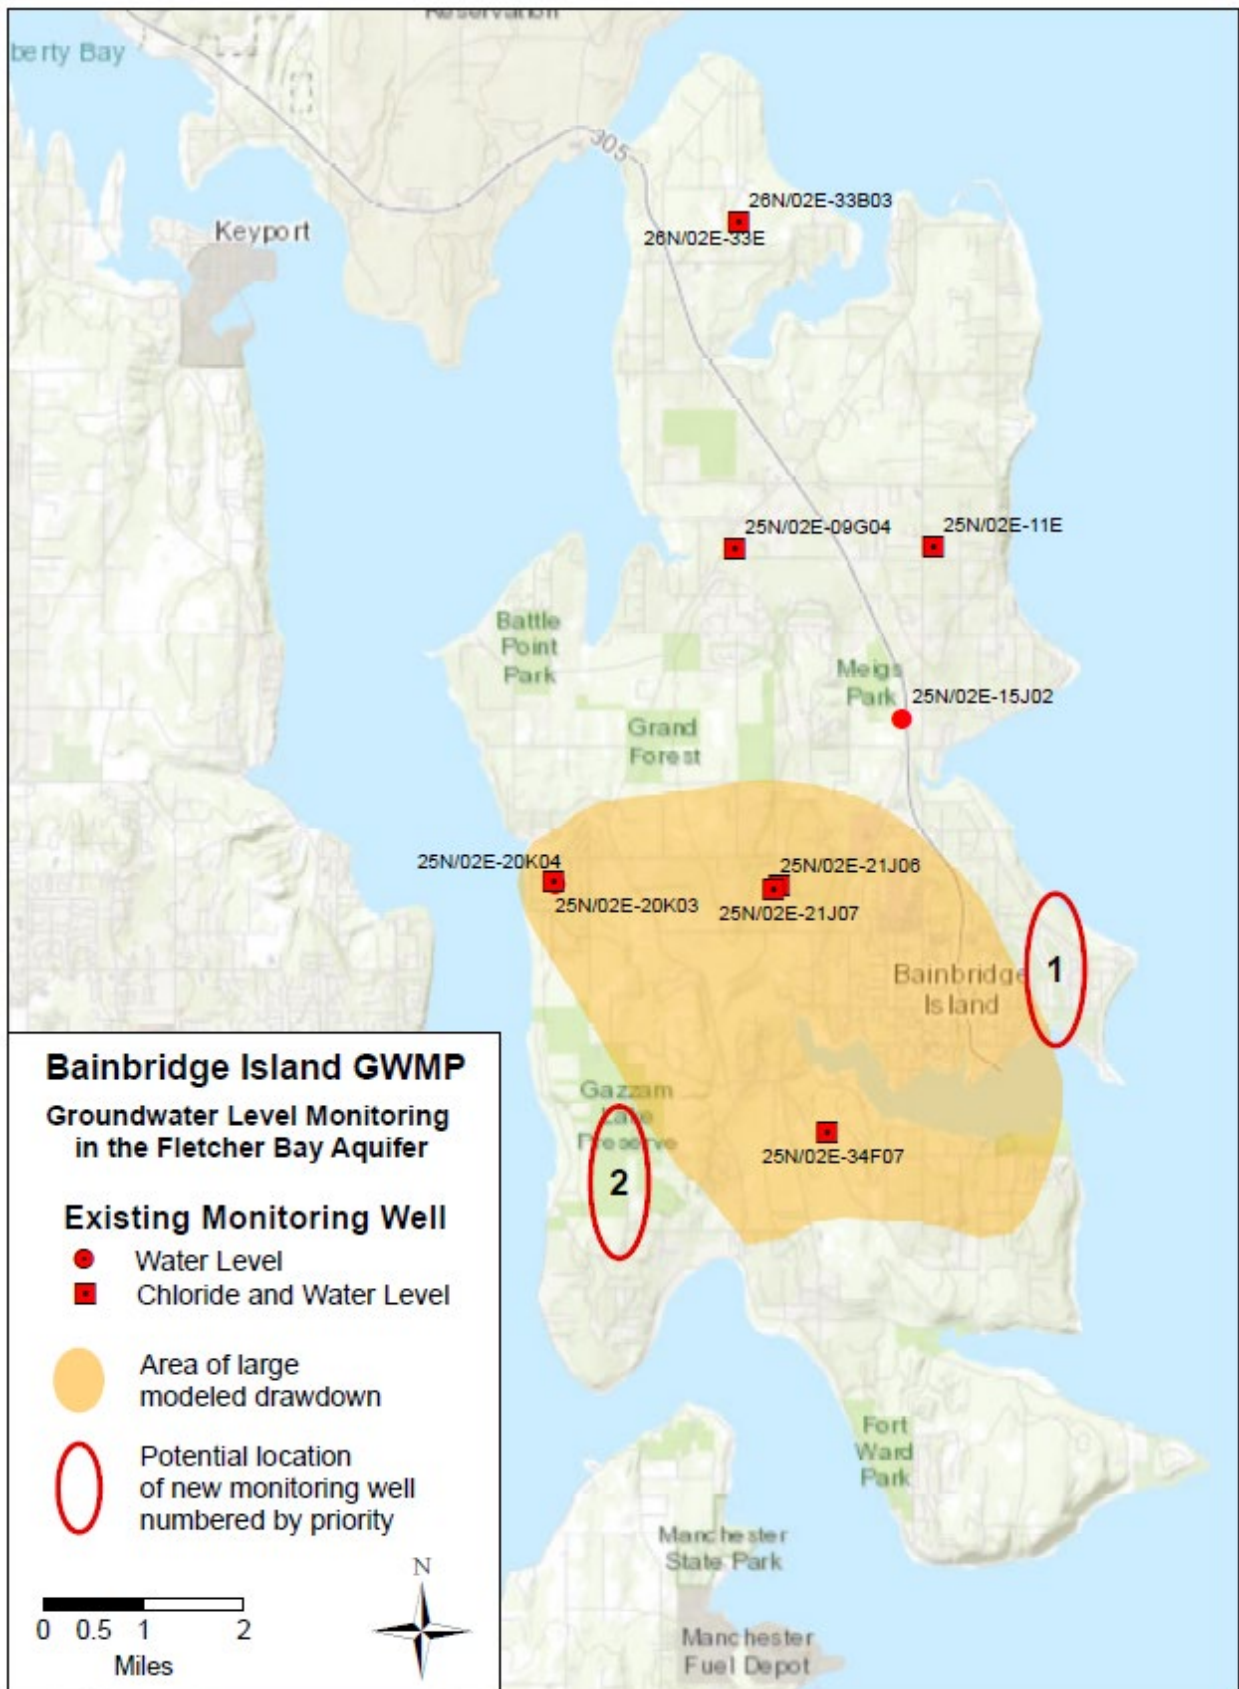 Reservation
berty Bay
305
26N/02E-33B03
26N/02E-33E
Keyport
25N/02E-09G04
25N/02E-11E
Battle
Point
Park
Meigs
Park
25N/02E-15J02
Grand
Forest
25N/02E-20K04
25N/02E-20K03
25N/02E-21J06
25N/02E-21J07
Bainbridge
Island
1
Gazzam
Lake
Preserve
2
25N/02E-34F07
Fort
Ward
Park
Manchester
State Park
Manchester
Fuel Depot
Bainbridge Island GWMP
Groundwater Level Monitoring
in the Fletcher Bay Aquifer
Existing Monitoring Well
Water Level
Chloride and Water Level
Area of large
modeled drawdown
Potential location
of new monitoring well
numbered by priority
N
0 0.5 1 2
Miles